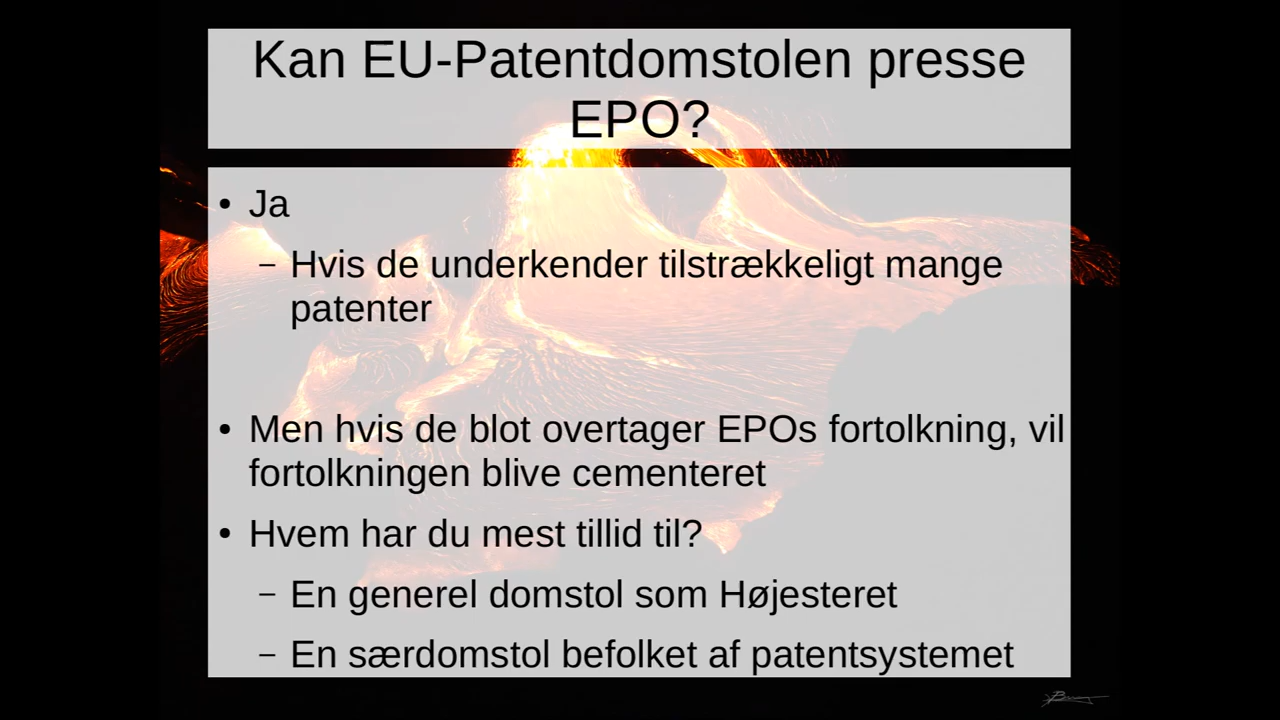 Kan EU-Patentdomstolen presse
EPO?
• Ja
– Hvis de underkender tilstrækkeligt mange
patenter
• Men hvis de blot overtager EPOs fortolkning, vil
fortolkningen blive cementeret
• Hvem har du mest tillid til?
– En generel domstol som Højesteret
– En særdomstol befolket af patentsystemet